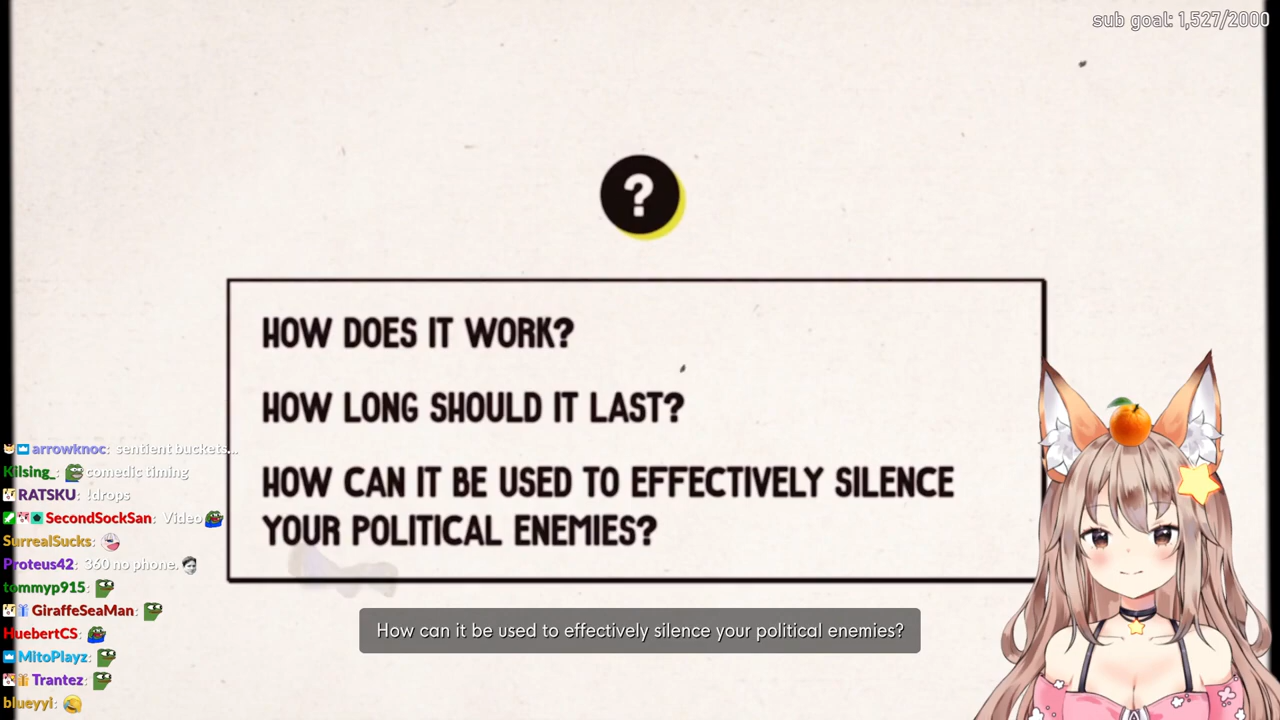 sub goal: 1,527/2000
?
HOW DOES IT WORK?
HOW LONG SHOULD IT LAST?
HOW CAN IT BE USED TO EFFECTIVELY SILENCE
YOUR POLITICAL ENEMIES?
How can it be used to effectively silence your political enemies?
arrowknoc: sentient buckets...
Kilsing_: comedic timing
RATSKU: !drops
SecondSockSan: Video
SurrealSucks:
Proteus42: 360 no phone.
tommyp915:
GiraffeSeaMan:
HuebertCS:
MitoPlayz:
Trantez:
blueyyi: